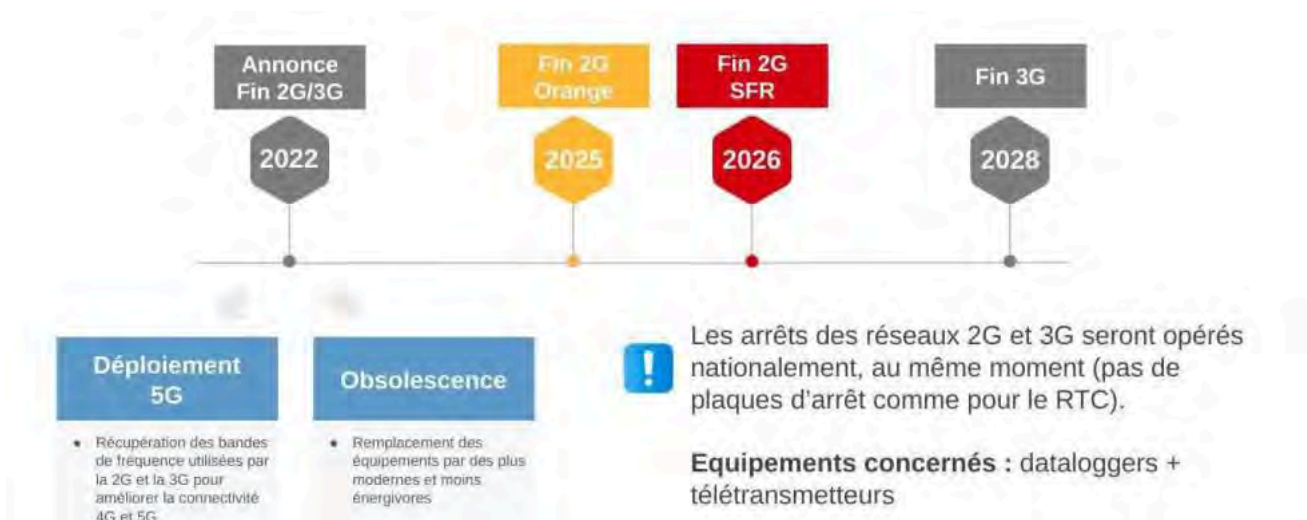 Annonce
Fin 2G/3G
Fin 2G
Orange
Fin 2G
SFR
Fin 3G
2022
2025
2026
2028
Déploiement
5G
Obsolescence
● Récupération des bandes
de fréquence utilisées par
la 2G et la 3G pour
améliorer la connectivité
4G et 5G
● Remplacement des
équipements par des plus
modernes et moins
énergivores
Les arrêts des réseaux 2G et 3G seront opérés
nationalement, au même moment (pas de
plaques d'arrêt comme pour le RTC).
Equipements concernés : dataloggers +
télétransmetteurs